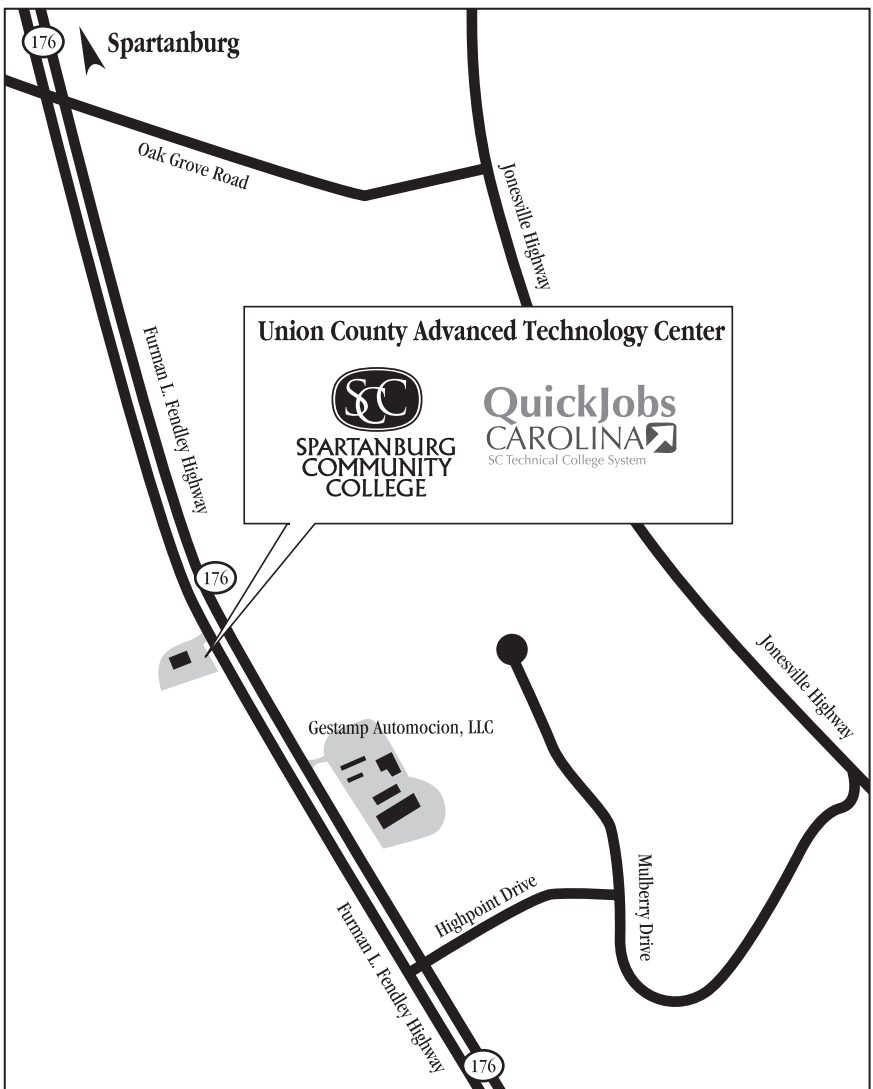 176
Spartanburg
Oak Grove Road
Jonesville Highway
Furman L. Fendley Highway
Union County Advanced Technology Center
SCC
SPARTANBURG
COMMUNITY
COLLEGE
QuickJobs
CAROLINA
SC Technical College System
176
Jonesville Highway
Gestamp Automocion, LLC
Mulberry Drive
Highpoint Drive
Furman L. Fendley Highway
176